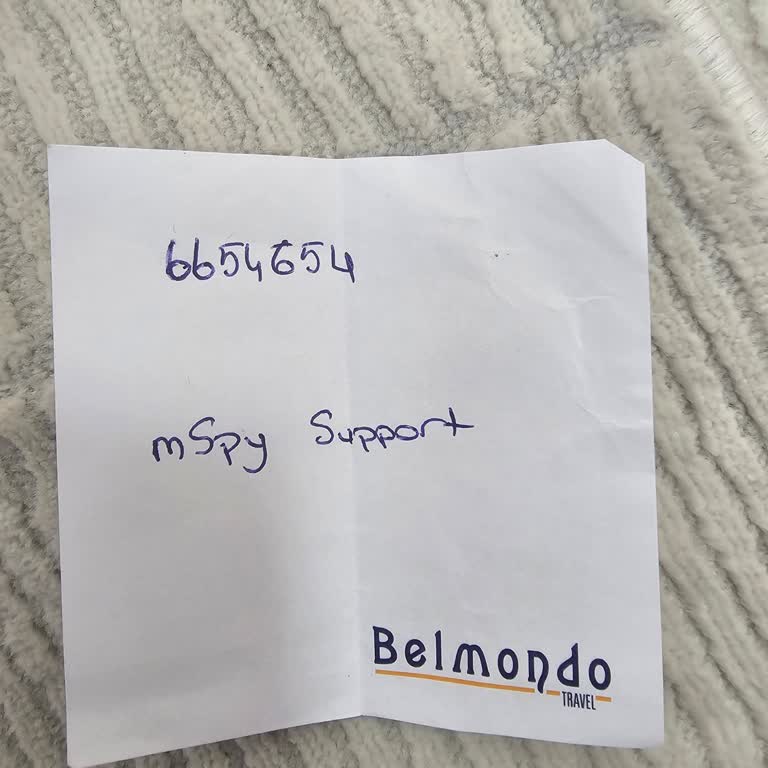 6654654
mSpy Support
Belmondo
TRAVEL